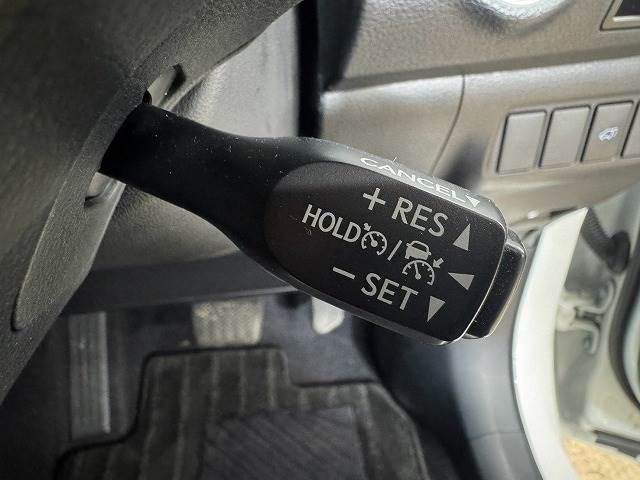 CANCEL▼
+ RES ▲
HOLD /
− SET ▼